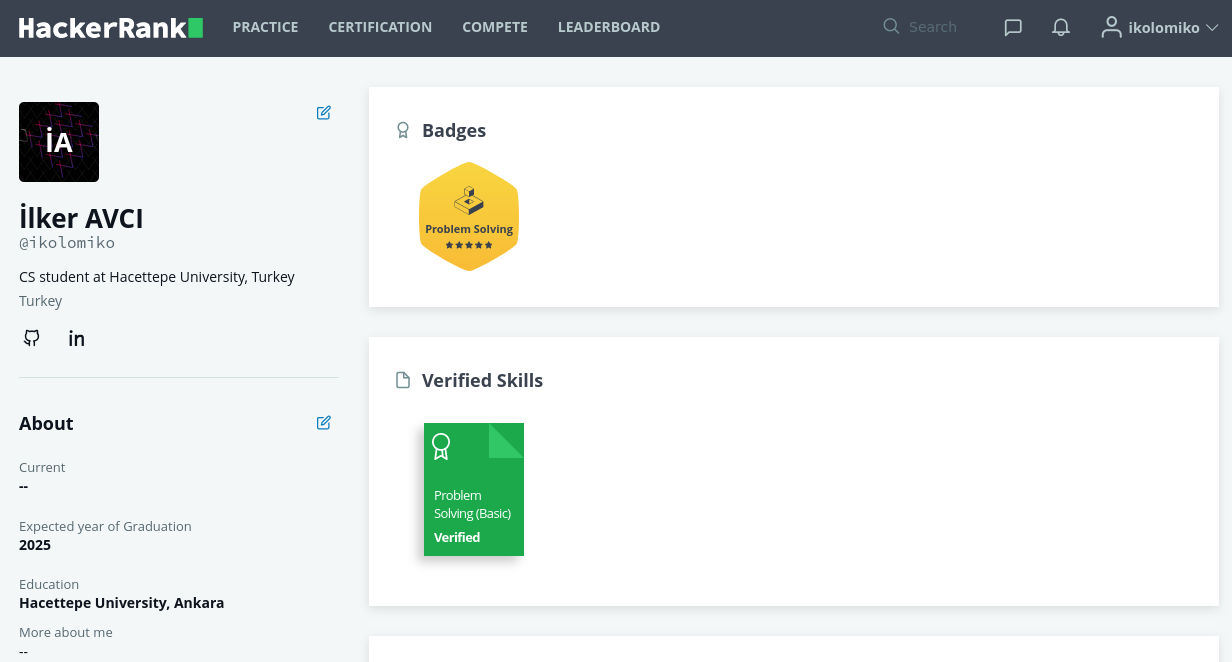 HackerRank
PRACTICE
CERTIFICATION
COMPETE
LEADERBOARD
Search
ikolomiko
İA
İlker AVCI
@ikolomiko
CS student at Hacettepe University, Turkey
Turkey
in
About
Current
--
Expected year of Graduation
2025
Education
Hacettepe University, Ankara
More about me
--
Badges
Problem Solving
Verified Skills
Problem
Solving (Basic)
Verified